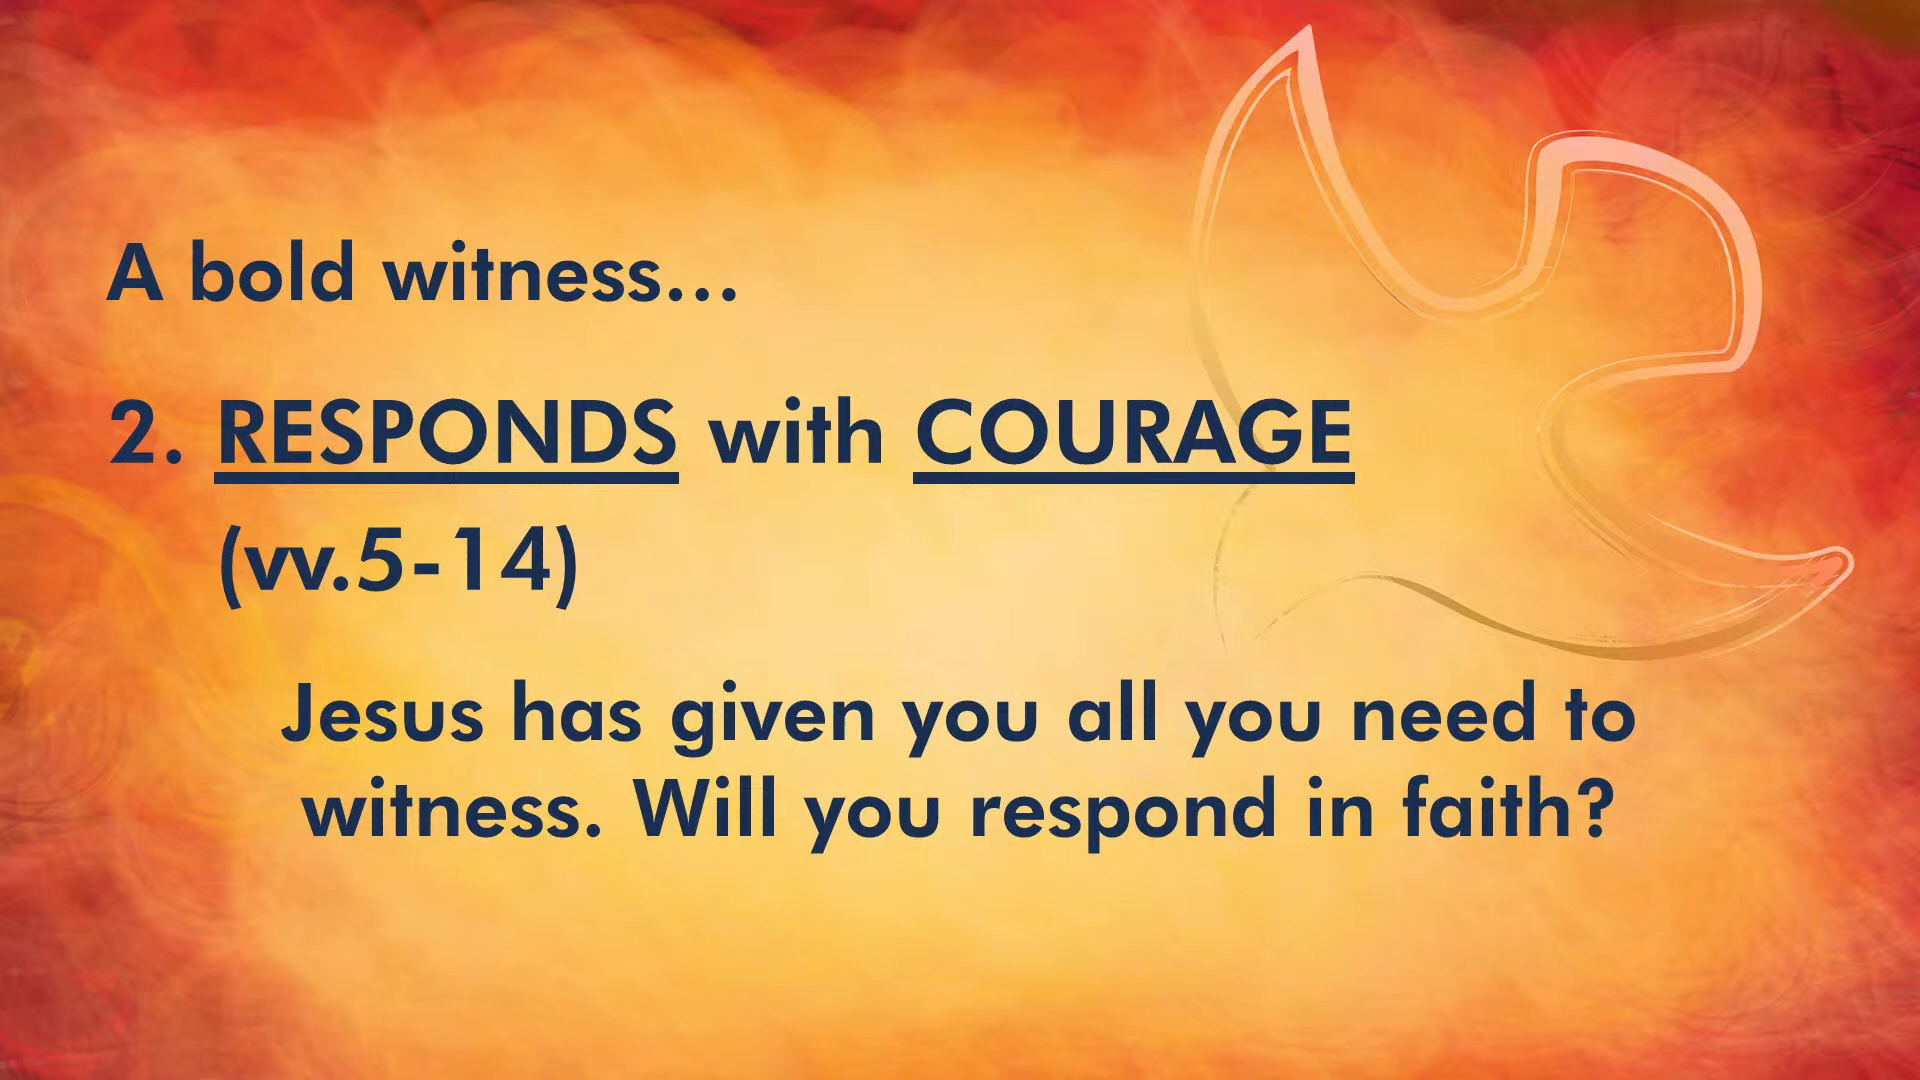 A bold witness...
2. RESPONDS with COURAGE
(vv.5-14)
Jesus has given you all you need to
witness. Will you respond in faith?